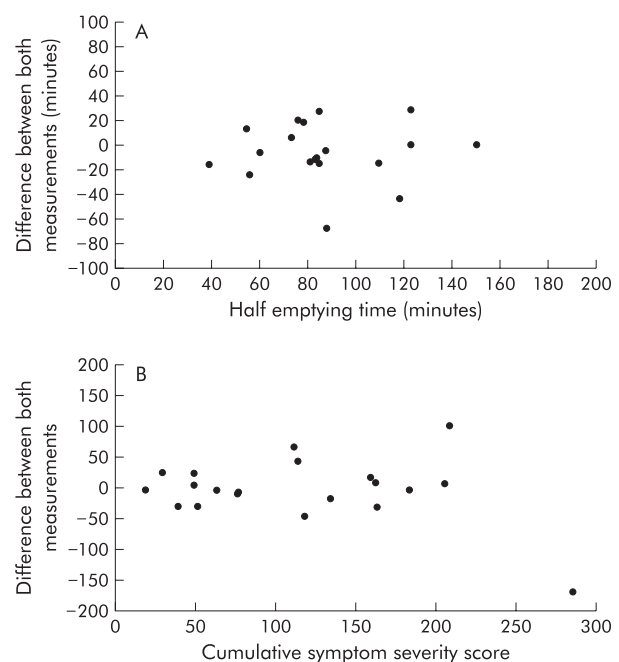 A
Difference between both
measurements (minutes)
100
80
60
40
20
0
−20
−40
−60
−80
−100
0 20 40 60 80 100 120 140 160 180 200
Half emptying time (minutes)
B
Difference between both
measurements
200
150
100
50
0
−50
−100
−150
−200
0 50 100 150 200 250 300
Cumulative symptom severity score